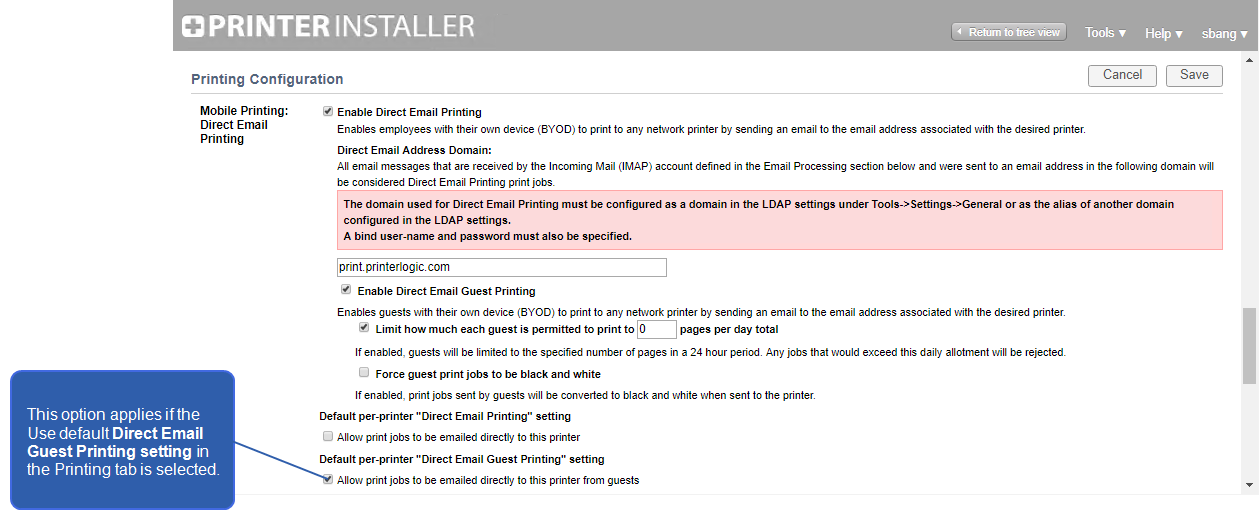 PRINTERINSTALLER
Return to tree view Tools ▾ Help ▾ sbang ▾
Printing Configuration Cancel Save
Mobile Printing:
Direct Email
Printing
Enable Direct Email Printing
Enables employees with their own device (BYOD) to print to any network printer by sending an email to the email address associated with the desired printer.
Direct Email Address Domain:
All email messages that are received by the Incoming Mail (IMAP) account defined in the Email Processing section below and were sent to an email address in the following domain will
be considered Direct Email Printing print jobs.
The domain used for Direct Email Printing must be configured as a domain in the LDAP settings under Tools->Settings->General or as the alias of another domain
configured in the LDAP settings.
A bind user-name and password must also be specified.
print.printerlogic.com
Enable Direct Email Guest Printing
Enables guests with their own device (BYOD) to print to any network printer by sending an email to the email address associated with the desired printer.
Limit how much each guest is permitted to print to 0 pages per day total
If enabled, guests will be limited to the specified number of pages in a 24 hour period. Any jobs that would exceed this daily allotment will be rejected.
Force guest print jobs to be black and white
If enabled, print jobs sent by guests will be converted to black and white when sent to the printer.
Default per-printer "Direct Email Printing" setting
Allow print jobs to be emailed directly to this printer
Default per-printer "Direct Email Guest Printing" setting
Allow print jobs to be emailed directly to this printer from guests
This option applies if the
Use default Direct Email
Guest Printing setting in
the Printing tab is selected.